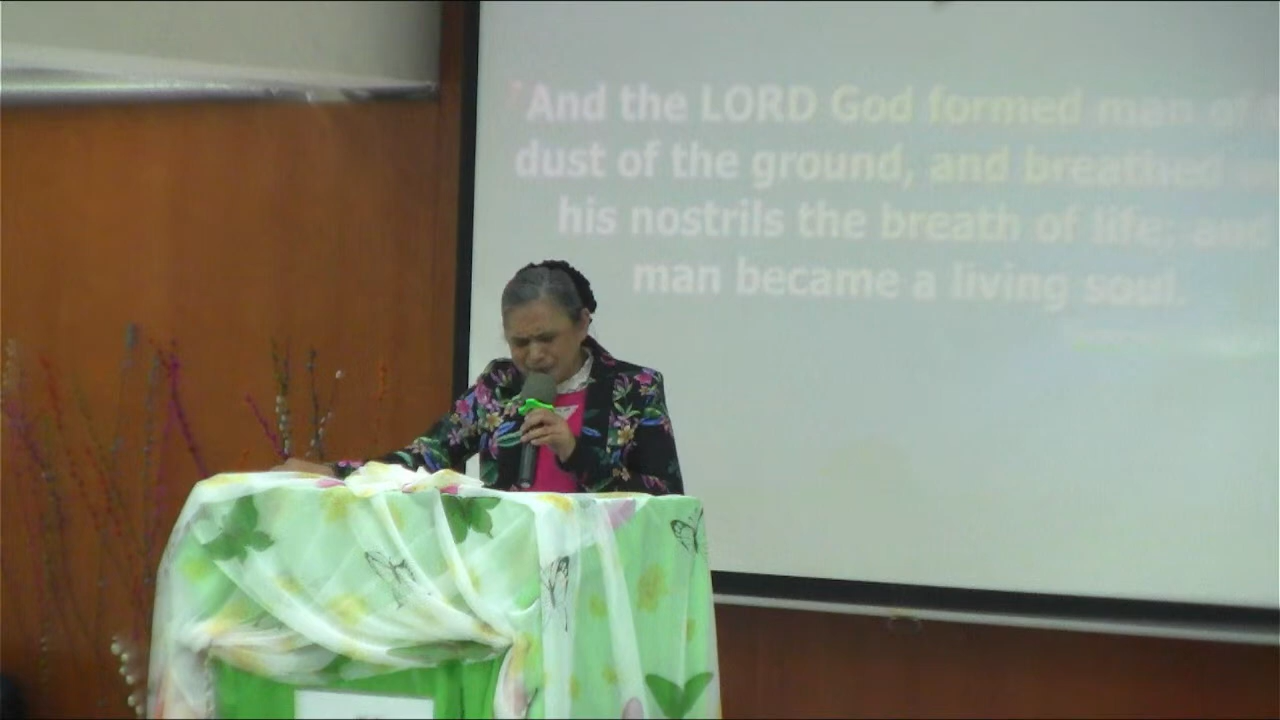 And the LORD God formed man of
dust of the ground, and breathed
his nostrils the breath of life; and
man became a living soul.